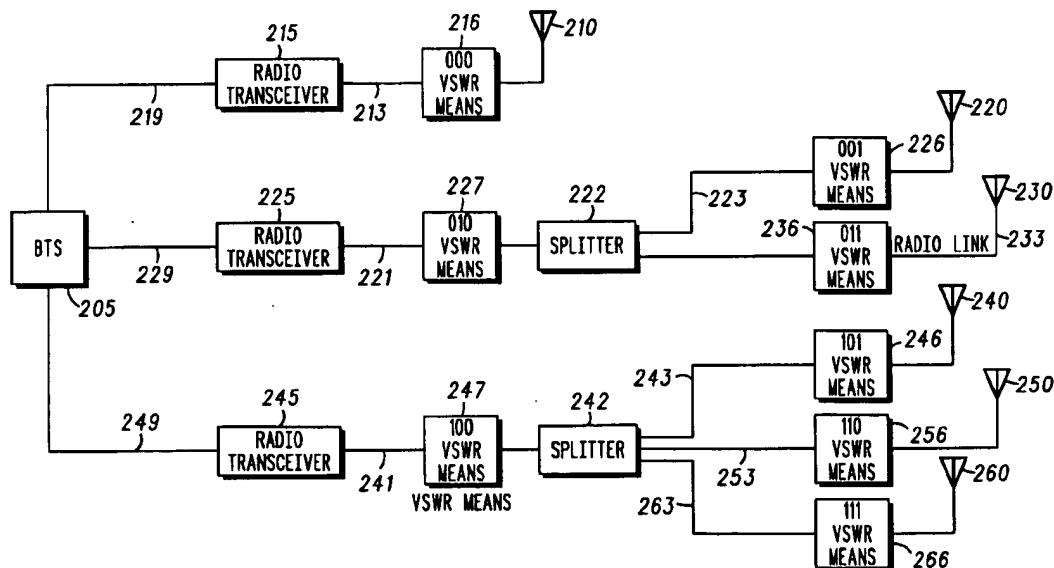 215
RADIO
TRANSCEIVER
219
213
216
000
VSWR
MEANS
210
BTS
205
229
225
RADIO
TRANSCEIVER
221
227
010
VSWR
MEANS
222
SPLITTER
223
001
VSWR
MEANS
226
220
236
011
VSWR
MEANS
RADIO LINK
233
230
249
245
RADIO
TRANSCEIVER
241
247
100
VSWR
MEANS
VSWR MEANS
242
SPLITTER
243
253
263
101
VSWR
MEANS
246
240
110
VSWR
MEANS
256
250
111
VSWR
MEANS
266
260